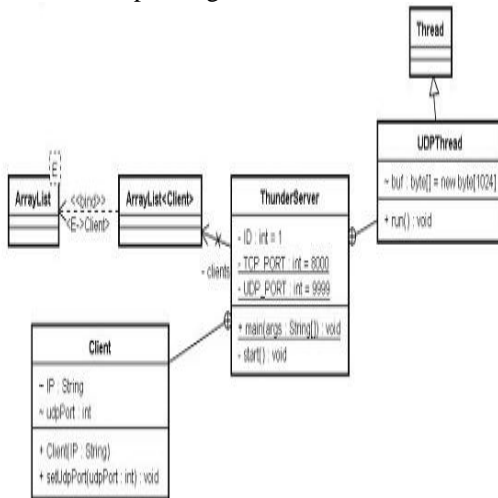 Thread
UDPThread
~ buf : byte[] = new byte[1024]
+ run() : void
E
ArrayList
<<bind>>
<E->Client>
ArrayList<Client>
- clients
ThunderServer
- ID : int = 1
- TCP_PORT : int = 8000
- UDP_PORT : int = 9999
+ main(args : String[]) : void
- start() : void
Client
~ IP : String
~ udpPort : int
+ Client(IP : String)
+ setUdpPort(udpPort : int) : void